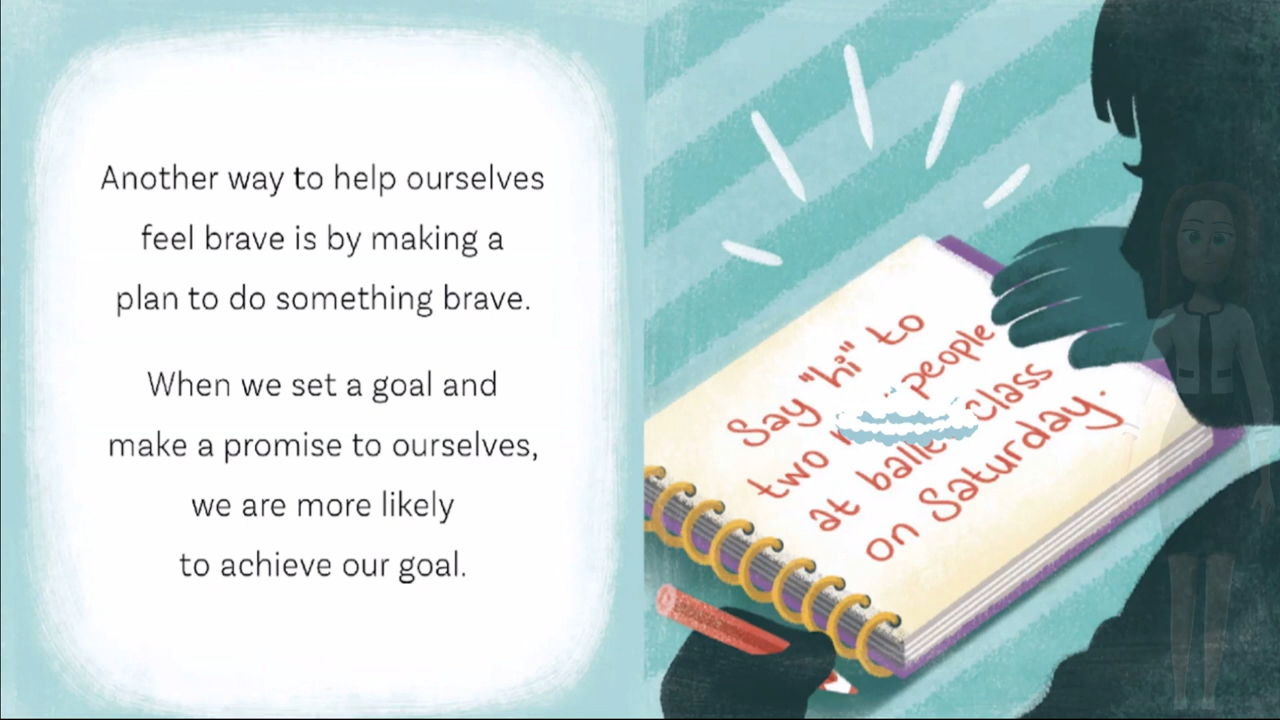 Another way to help ourselves
feel brave is by making a
plan to do something brave.
When we set a goal and
make a promise to ourselves,
we are more likely
to achieve our goal.
Say "hi" to
two people
at class
on Saturday.